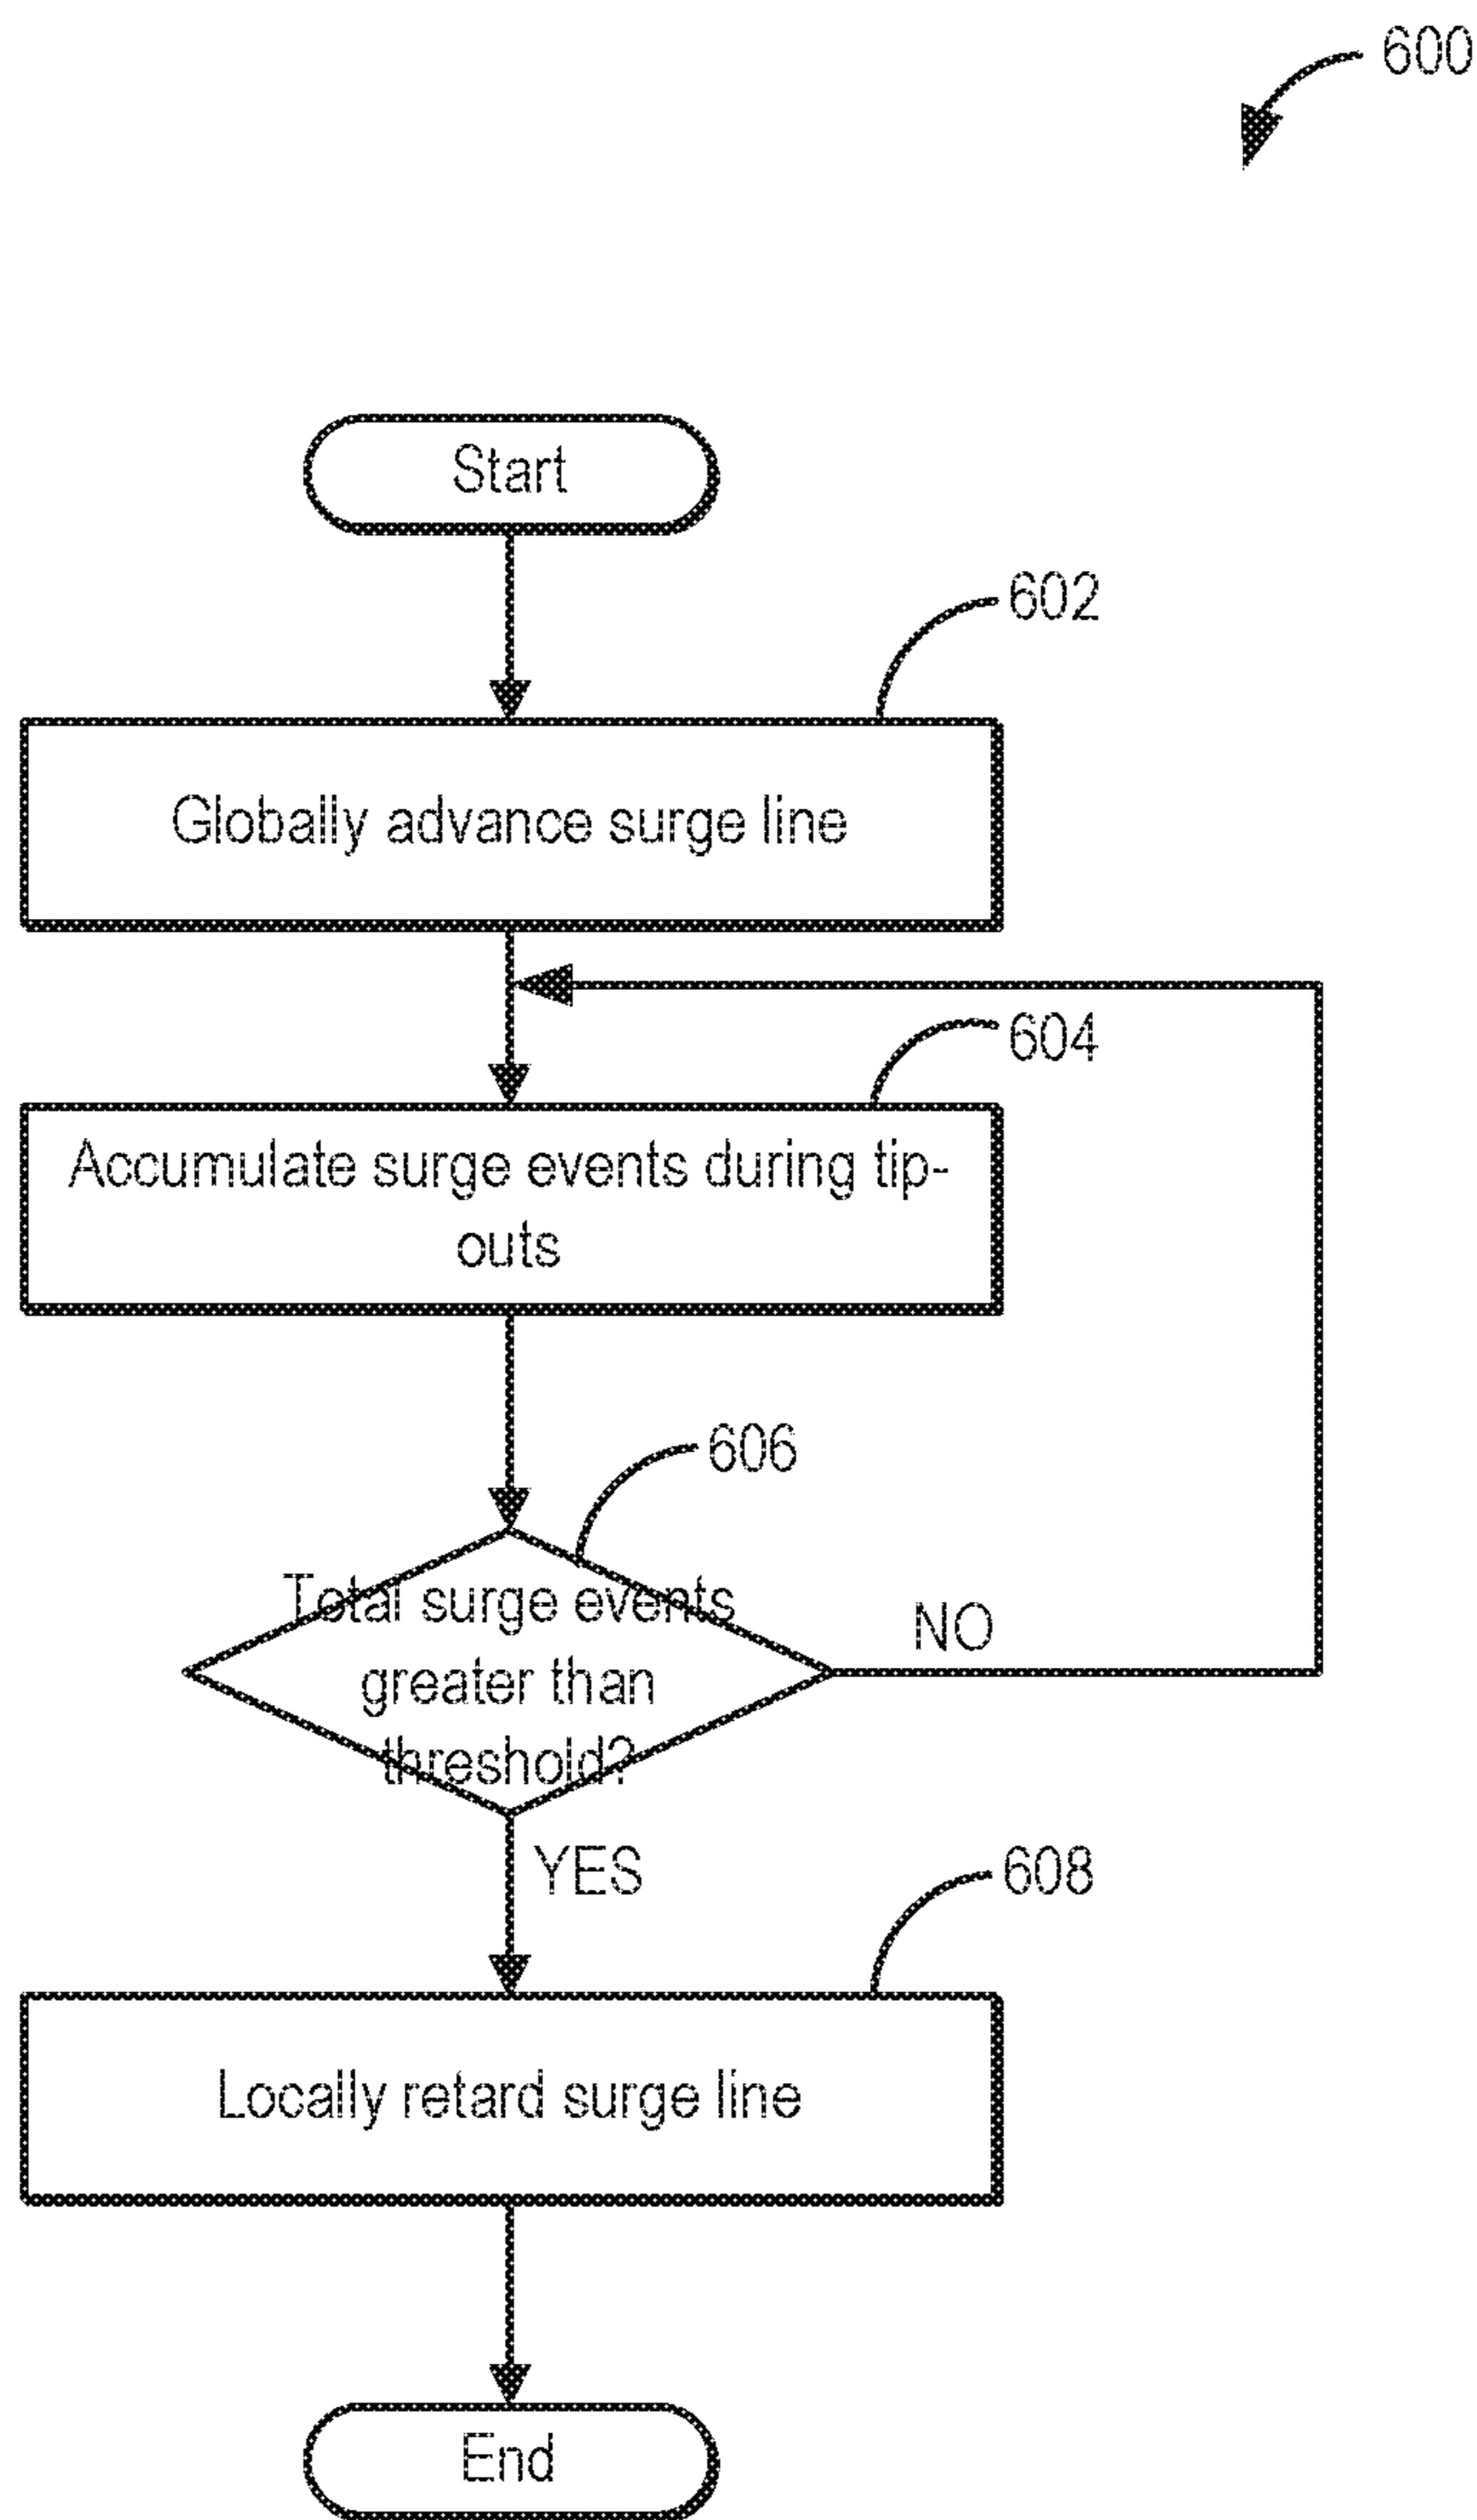 600
Start
602
Globally advance surge line
604
Accumulate surge events during tip-
outs
606
Total surge events
greater than
threshold?
NO
YES
608
Locally retard surge line
End